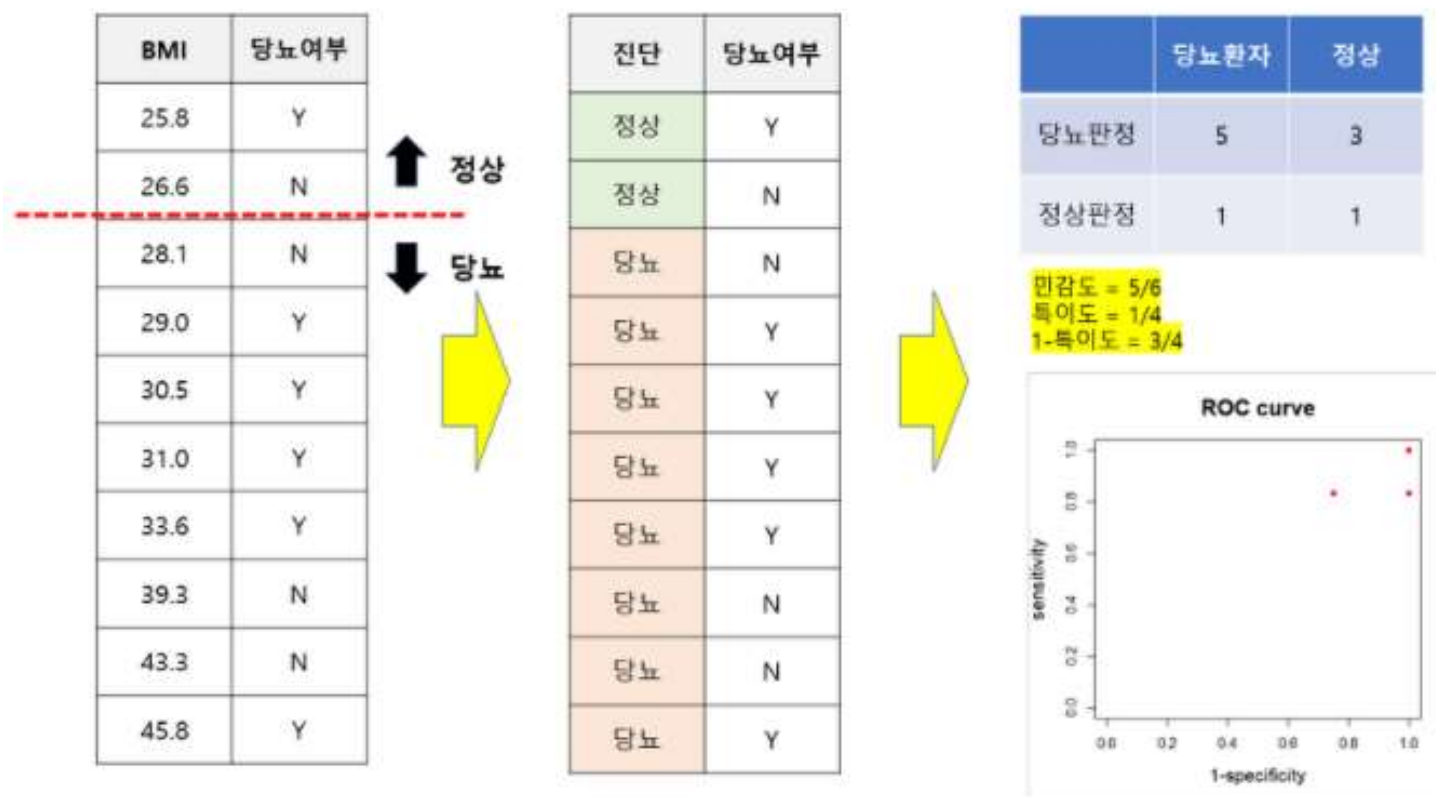 BMI 당뇨여부
25.8 Y
26.6 N
28.1 N
29.0 Y
30.5 Y
31.0 Y
33.6 Y
39.3 N
43.3 N
45.8 Y
정상
당뇨
진단 당뇨여부
정상 Y
정상 N
당뇨 N
당뇨 Y
당뇨 Y
당뇨 Y
당뇨 Y
당뇨 N
당뇨 N
당뇨 Y
당뇨환자 정상
당뇨판정 5 3
정상판정 1 1
민감도 = 5/6
특이도 = 1/4
1-특이도 = 3/4
ROC curve
sensitivity
1.0
0.8
0.6
0.4
0.2
0.0
0.0 0.2 0.4 0.6 0.8 1.0
1-specificity